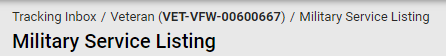 Tracking Inbox / Veteran (VET-VFW-00600667) / Military Service Listing
Military Service Listing